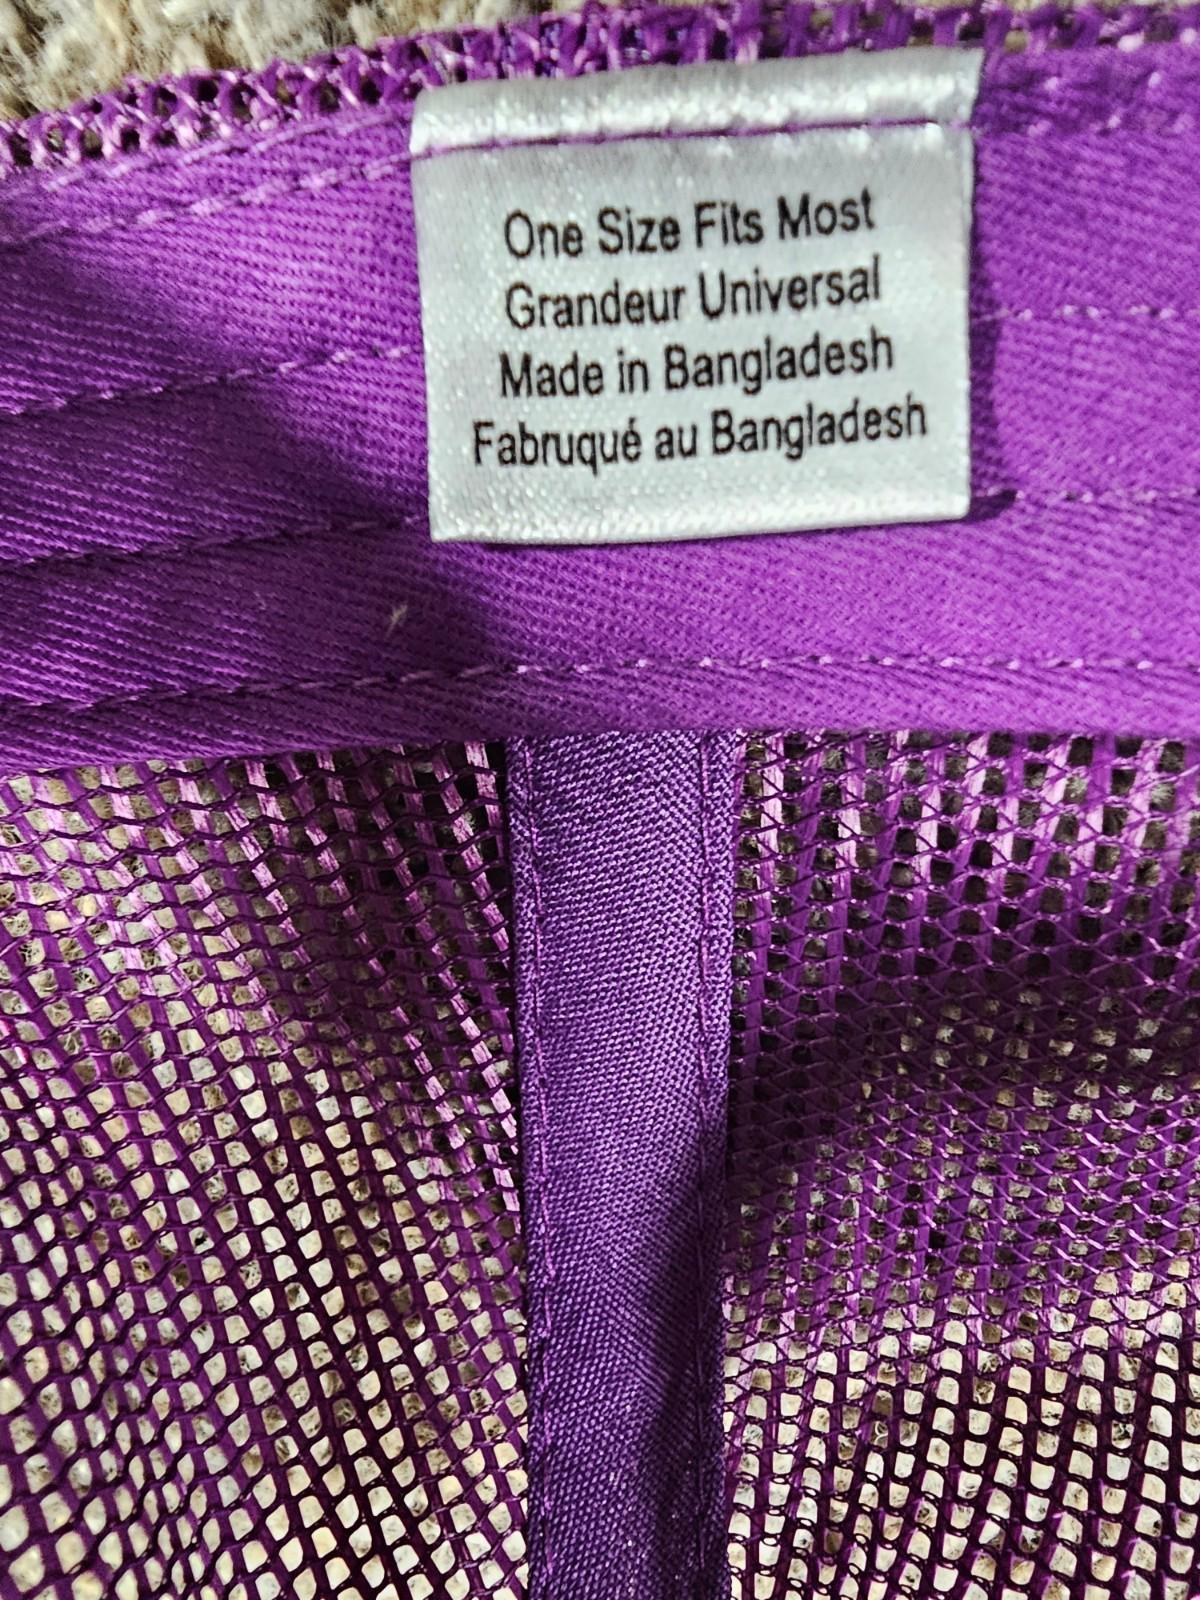 One Size Fits Most
Grandeur Universal
Made in Bangladesh
Fabruqué au Bangladesh